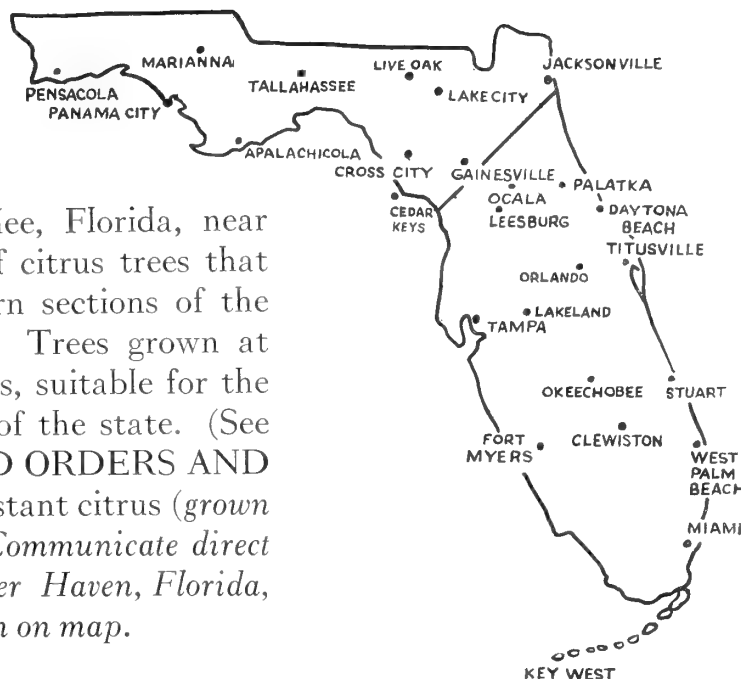 JACKSONVILLE
MARIANNA
LIVE OAK
TALLAHASSEE
PENSACOLA
LAKE CITY
PANAMA CITY
APALACHICOLA
CROSS CITY
GAINESVILLE
PALATKA
OCALA
CEDAR
KEYS
LEESBURG
DAYTONA
BEACH
TITUSVILLE
ORLANDO
LAKELAND
TAMPA
OKEECHOBEE
STUART
FORT
MYERS
CLEWISTON
WEST
PALM
BEACH
MIAMI
KEY WEST
ee, Florida, near
f citrus trees that
rn sections of the
Trees grown at
s, suitable for the
of the state. (See
D ORDERS AND
stant citrus (grown
Communicate direct
er Haven, Florida,
n on map.